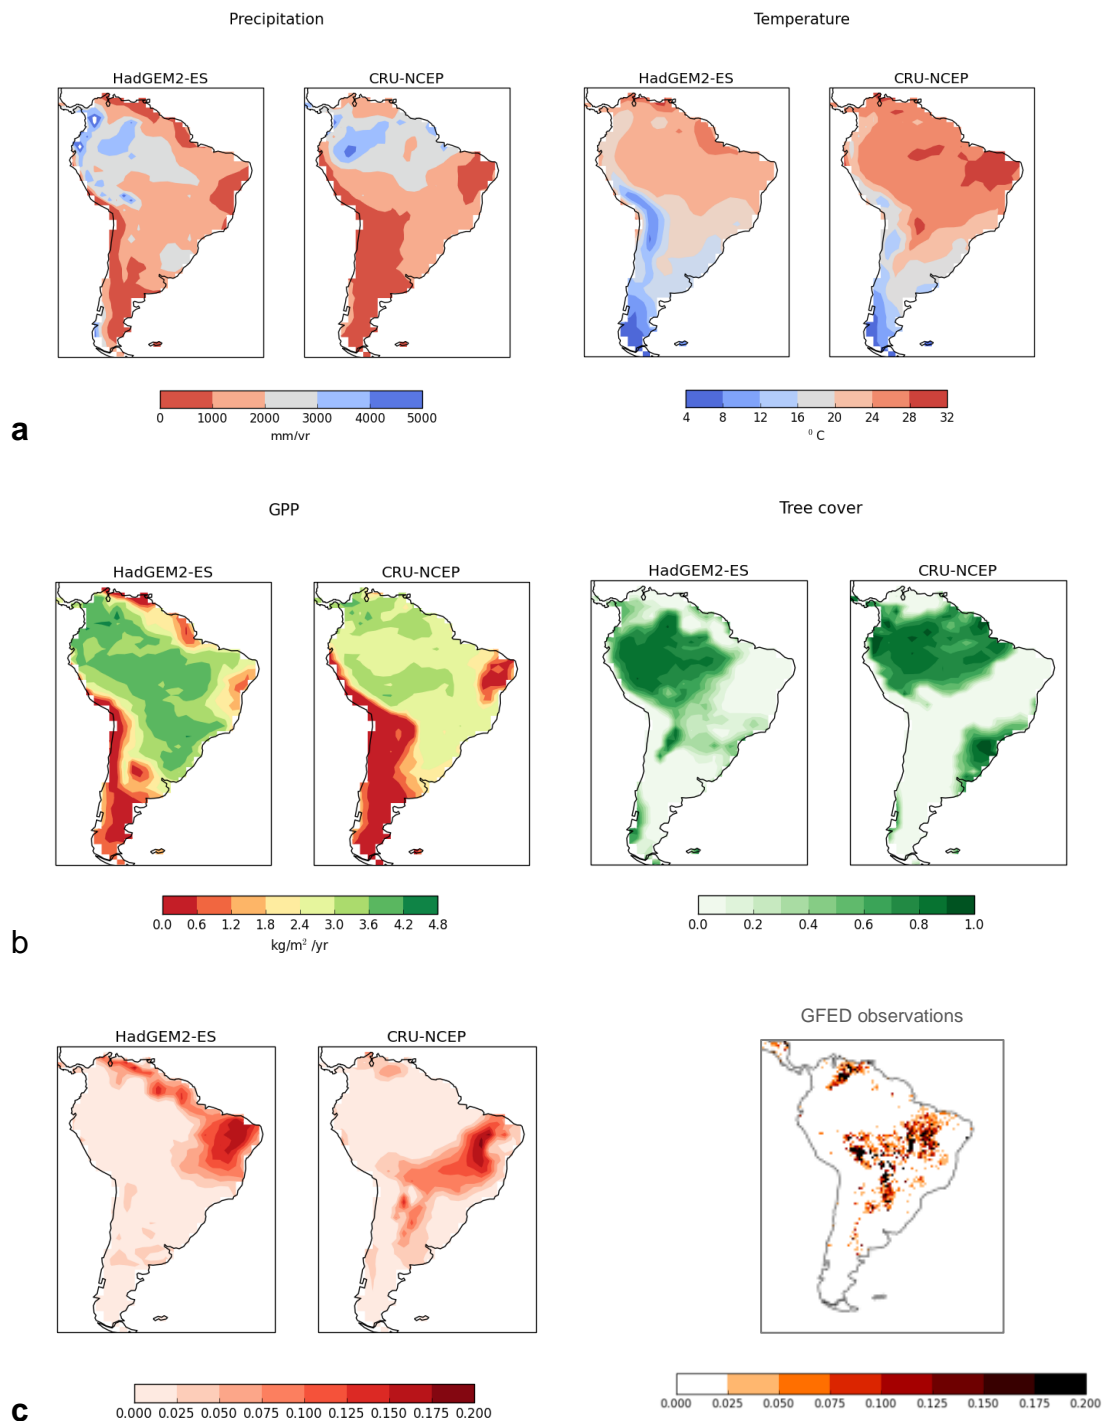 Precipitation Temperature
HadGEM2-ES CRU-NCEP HadGEM2-ES CRU-NCEP
0 1000 2000 3000 4000 5000
mm/yr
4 8 12 16 20 24 28 32
⁰ C
a
GPP Tree cover
HadGEM2-ES CRU-NCEP HadGEM2-ES CRU-NCEP
0.0 0.6 1.2 1.8 2.4 3.0 3.6 4.2 4.8
kg/m² /yr
0.0 0.2 0.4 0.6 0.8 1.0
b
GFED observations
HadGEM2-ES CRU-NCEP
0.000 0.025 0.050 0.075 0.100 0.125 0.150 0.175 0.200
0.000 0.025 0.050 0.075 0.100 0.125 0.150 0.175 0.200
c